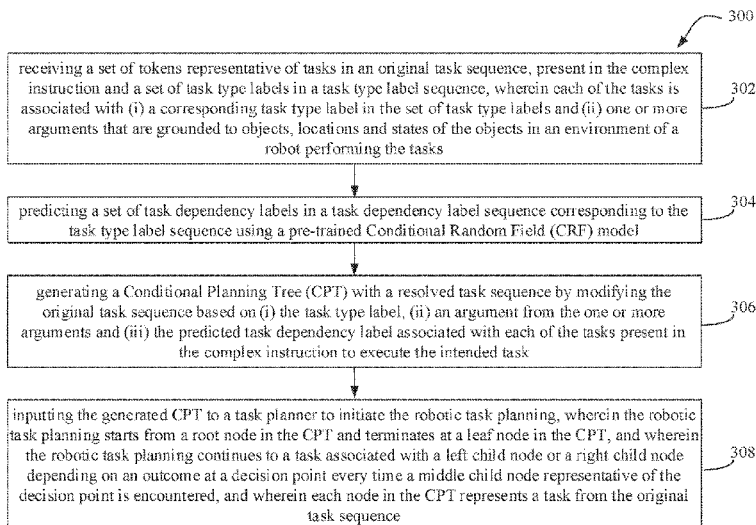 300
receiving a set of tokens representative of tasks in an original task sequence, present in the complex
instruction and a set of task type labels in a task type label sequence, wherein each of the tasks is
associated with (i) a corresponding task type label in the set of task type labels and (ii) one or more
arguments that are grounded to objects, locations and states of the objects in an environment of a
robot performing the tasks
302
predicting a set of task dependency labels in a task dependency label sequence corresponding to the
task type label sequence using a pre-trained Conditional Random Field (CRF) model
304
generating a Conditional Planning Tree (CPT) with a resolved task sequence by modifying the
original task sequence based on (i) the task type label, (ii) an argument from the one or more
arguments and (iii) the predicted task dependency label associated with each of the tasks present in
the complex instruction to execute the intended task
306
inputting the generated CPT to a task planner to initiate the robotic task planning, wherein the robotic
task planning starts from a root node in the CPT and terminates at a leaf node in the CPT, and wherein
the robotic task planning continues to a task associated with a left child node or a right child node
depending on an outcome at a decision point every time a middle child node representative of the
decision point is encountered, and wherein each node in the CPT represents a task from the original
task sequence
308